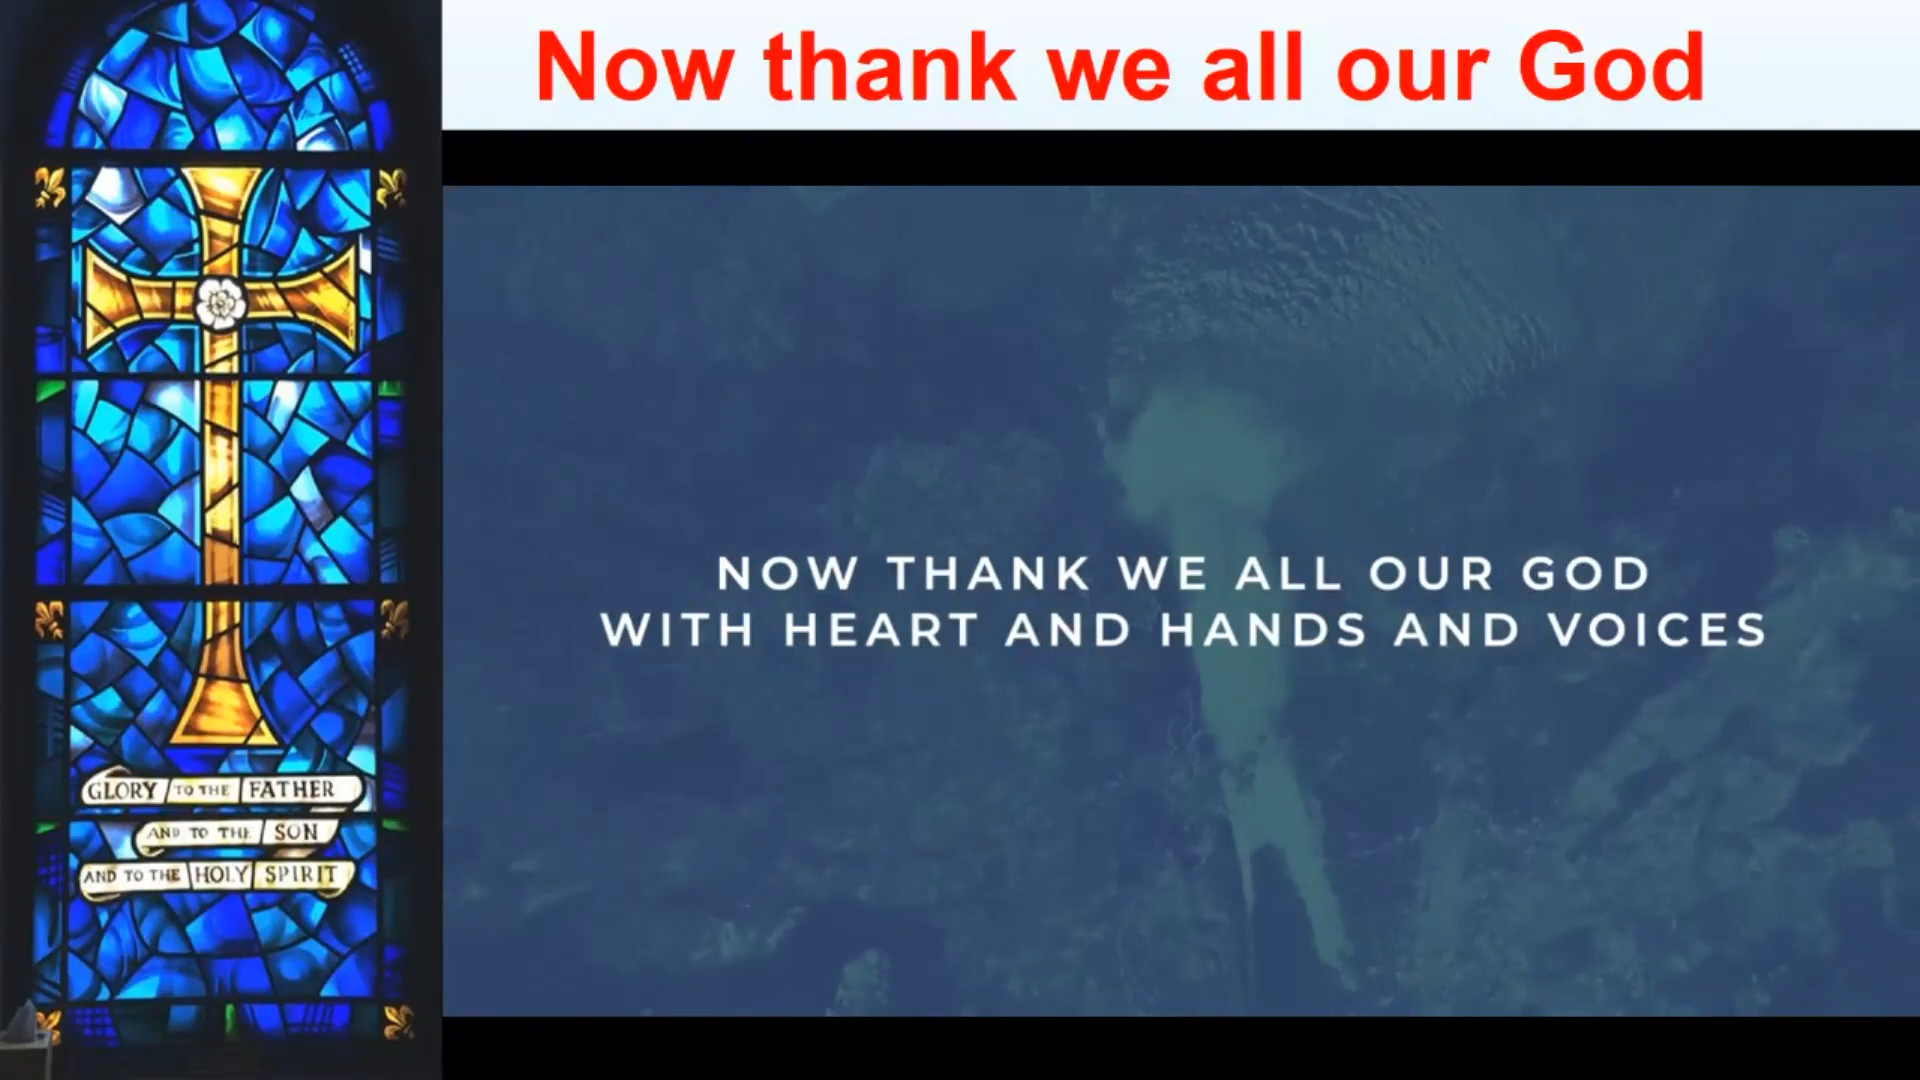 Now thank we all our God
NOW THANK WE ALL OUR GOD
WITH HEART AND HANDS AND VOICES
GLORY TO THE FATHER
AND TO THE SON
AND TO THE HOLY SPIRIT